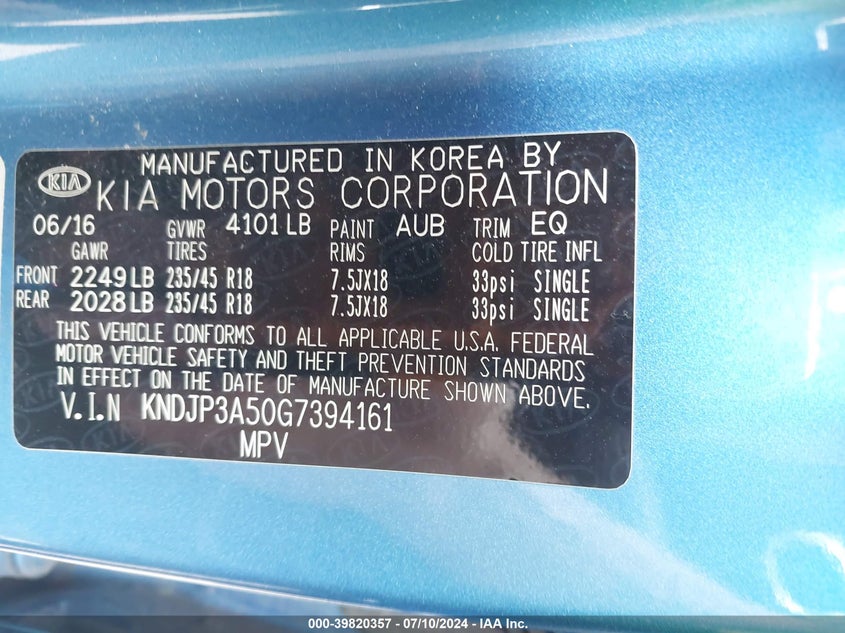 MANUFACTURED IN KOREA BY
KIA KIA MOTORS CORPORATION
06/16 GVWR 4101 LB PAINT AUB TRIM EQ
GAWR TIRES RIMS COLD TIRE INFL
FRONT 2249 LB 235/45 R18 7.5JX18 33psi SINGLE
REAR 2028 LB 235/45 R18 7.5JX18 33psi SINGLE
THIS VEHICLE CONFORMS TO ALL APPLICABLE U.S.A. FEDERAL
MOTOR VEHICLE SAFETY AND THEFT PREVENTION STANDARDS
IN EFFECT ON THE DATE OF MANUFACTURE SHOWN ABOVE.
V.I.N KNDJP3A50G7394161
MPV
000-39820357 - 07/10/2024 - IAA Inc.